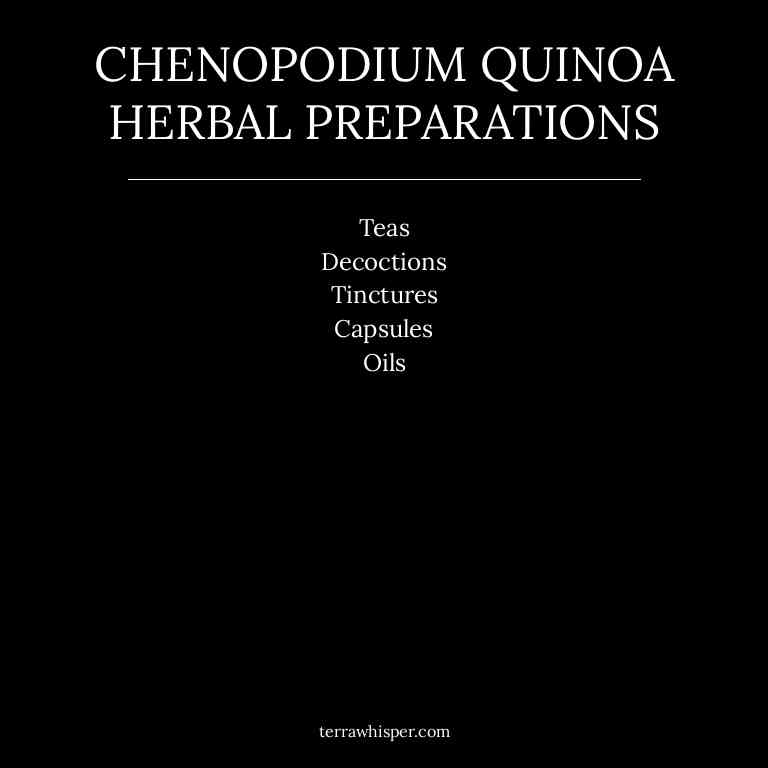 CHENOPODIUM QUINOA
HERBAL PREPARATIONS
Teas
Decoctions
Tinctures
Capsules
Oils
terrawhisper.com